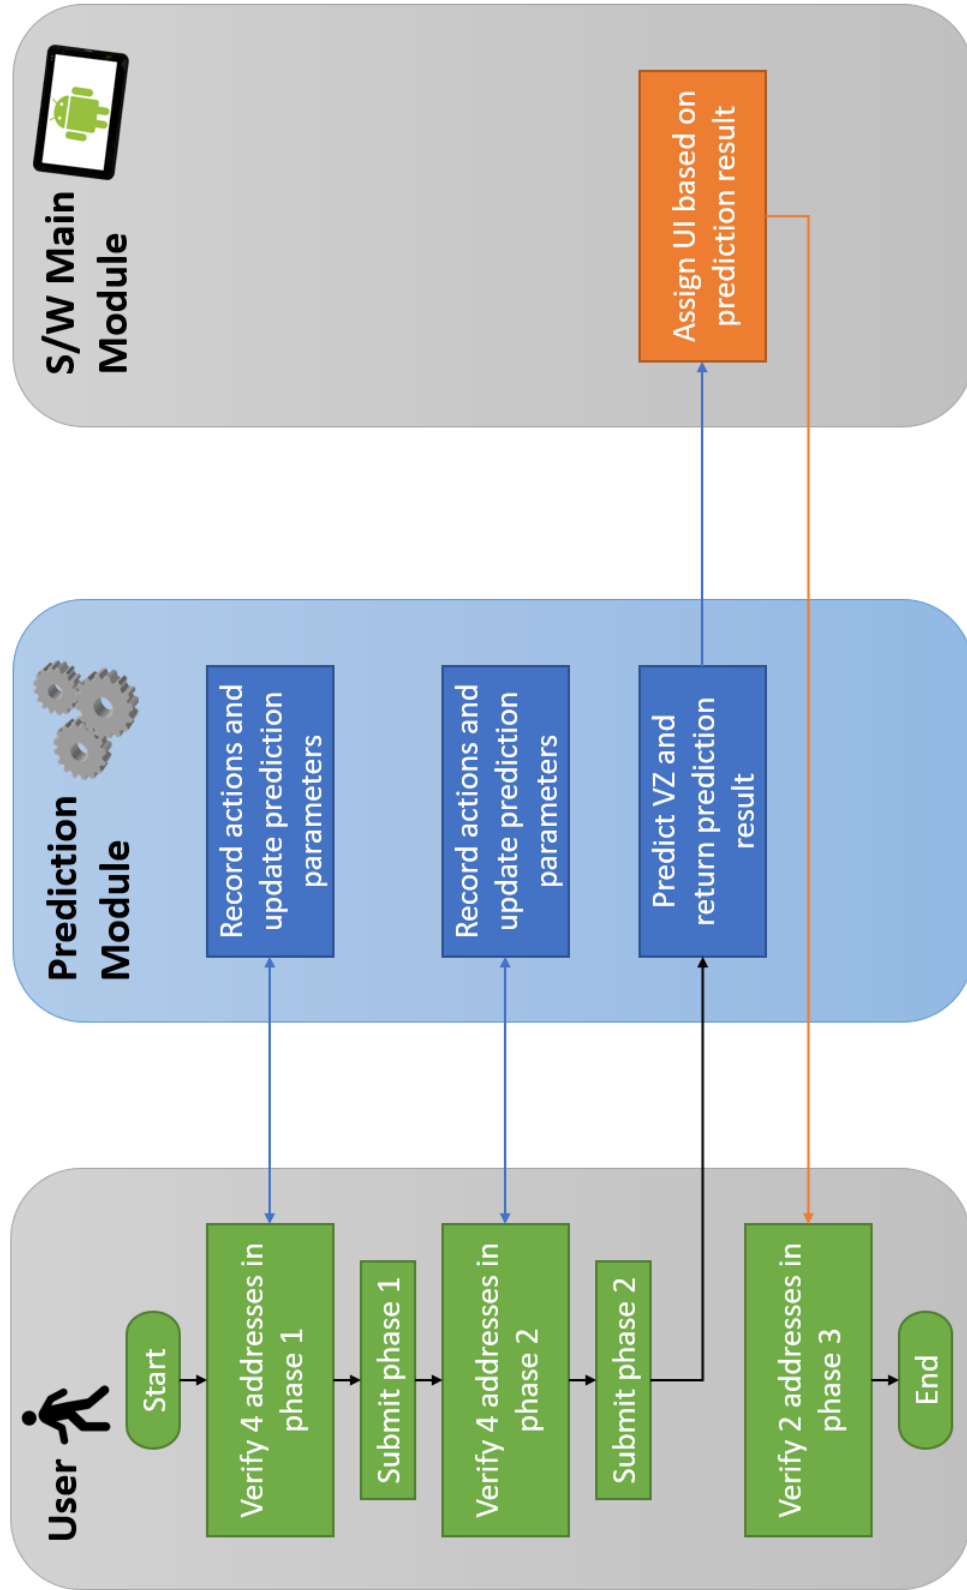 User
Start
Verify 4 addresses in
phase 1
Submit phase 1
Verify 4 addresses in
phase 2
Submit phase 2
Verify 2 addresses in
phase 3
End
Prediction
Module
Record actions and
update prediction
parameters
Record actions and
update prediction
parameters
Predict VZ and
return prediction
result
S/W Main
Module
Assign UI based on
prediction result